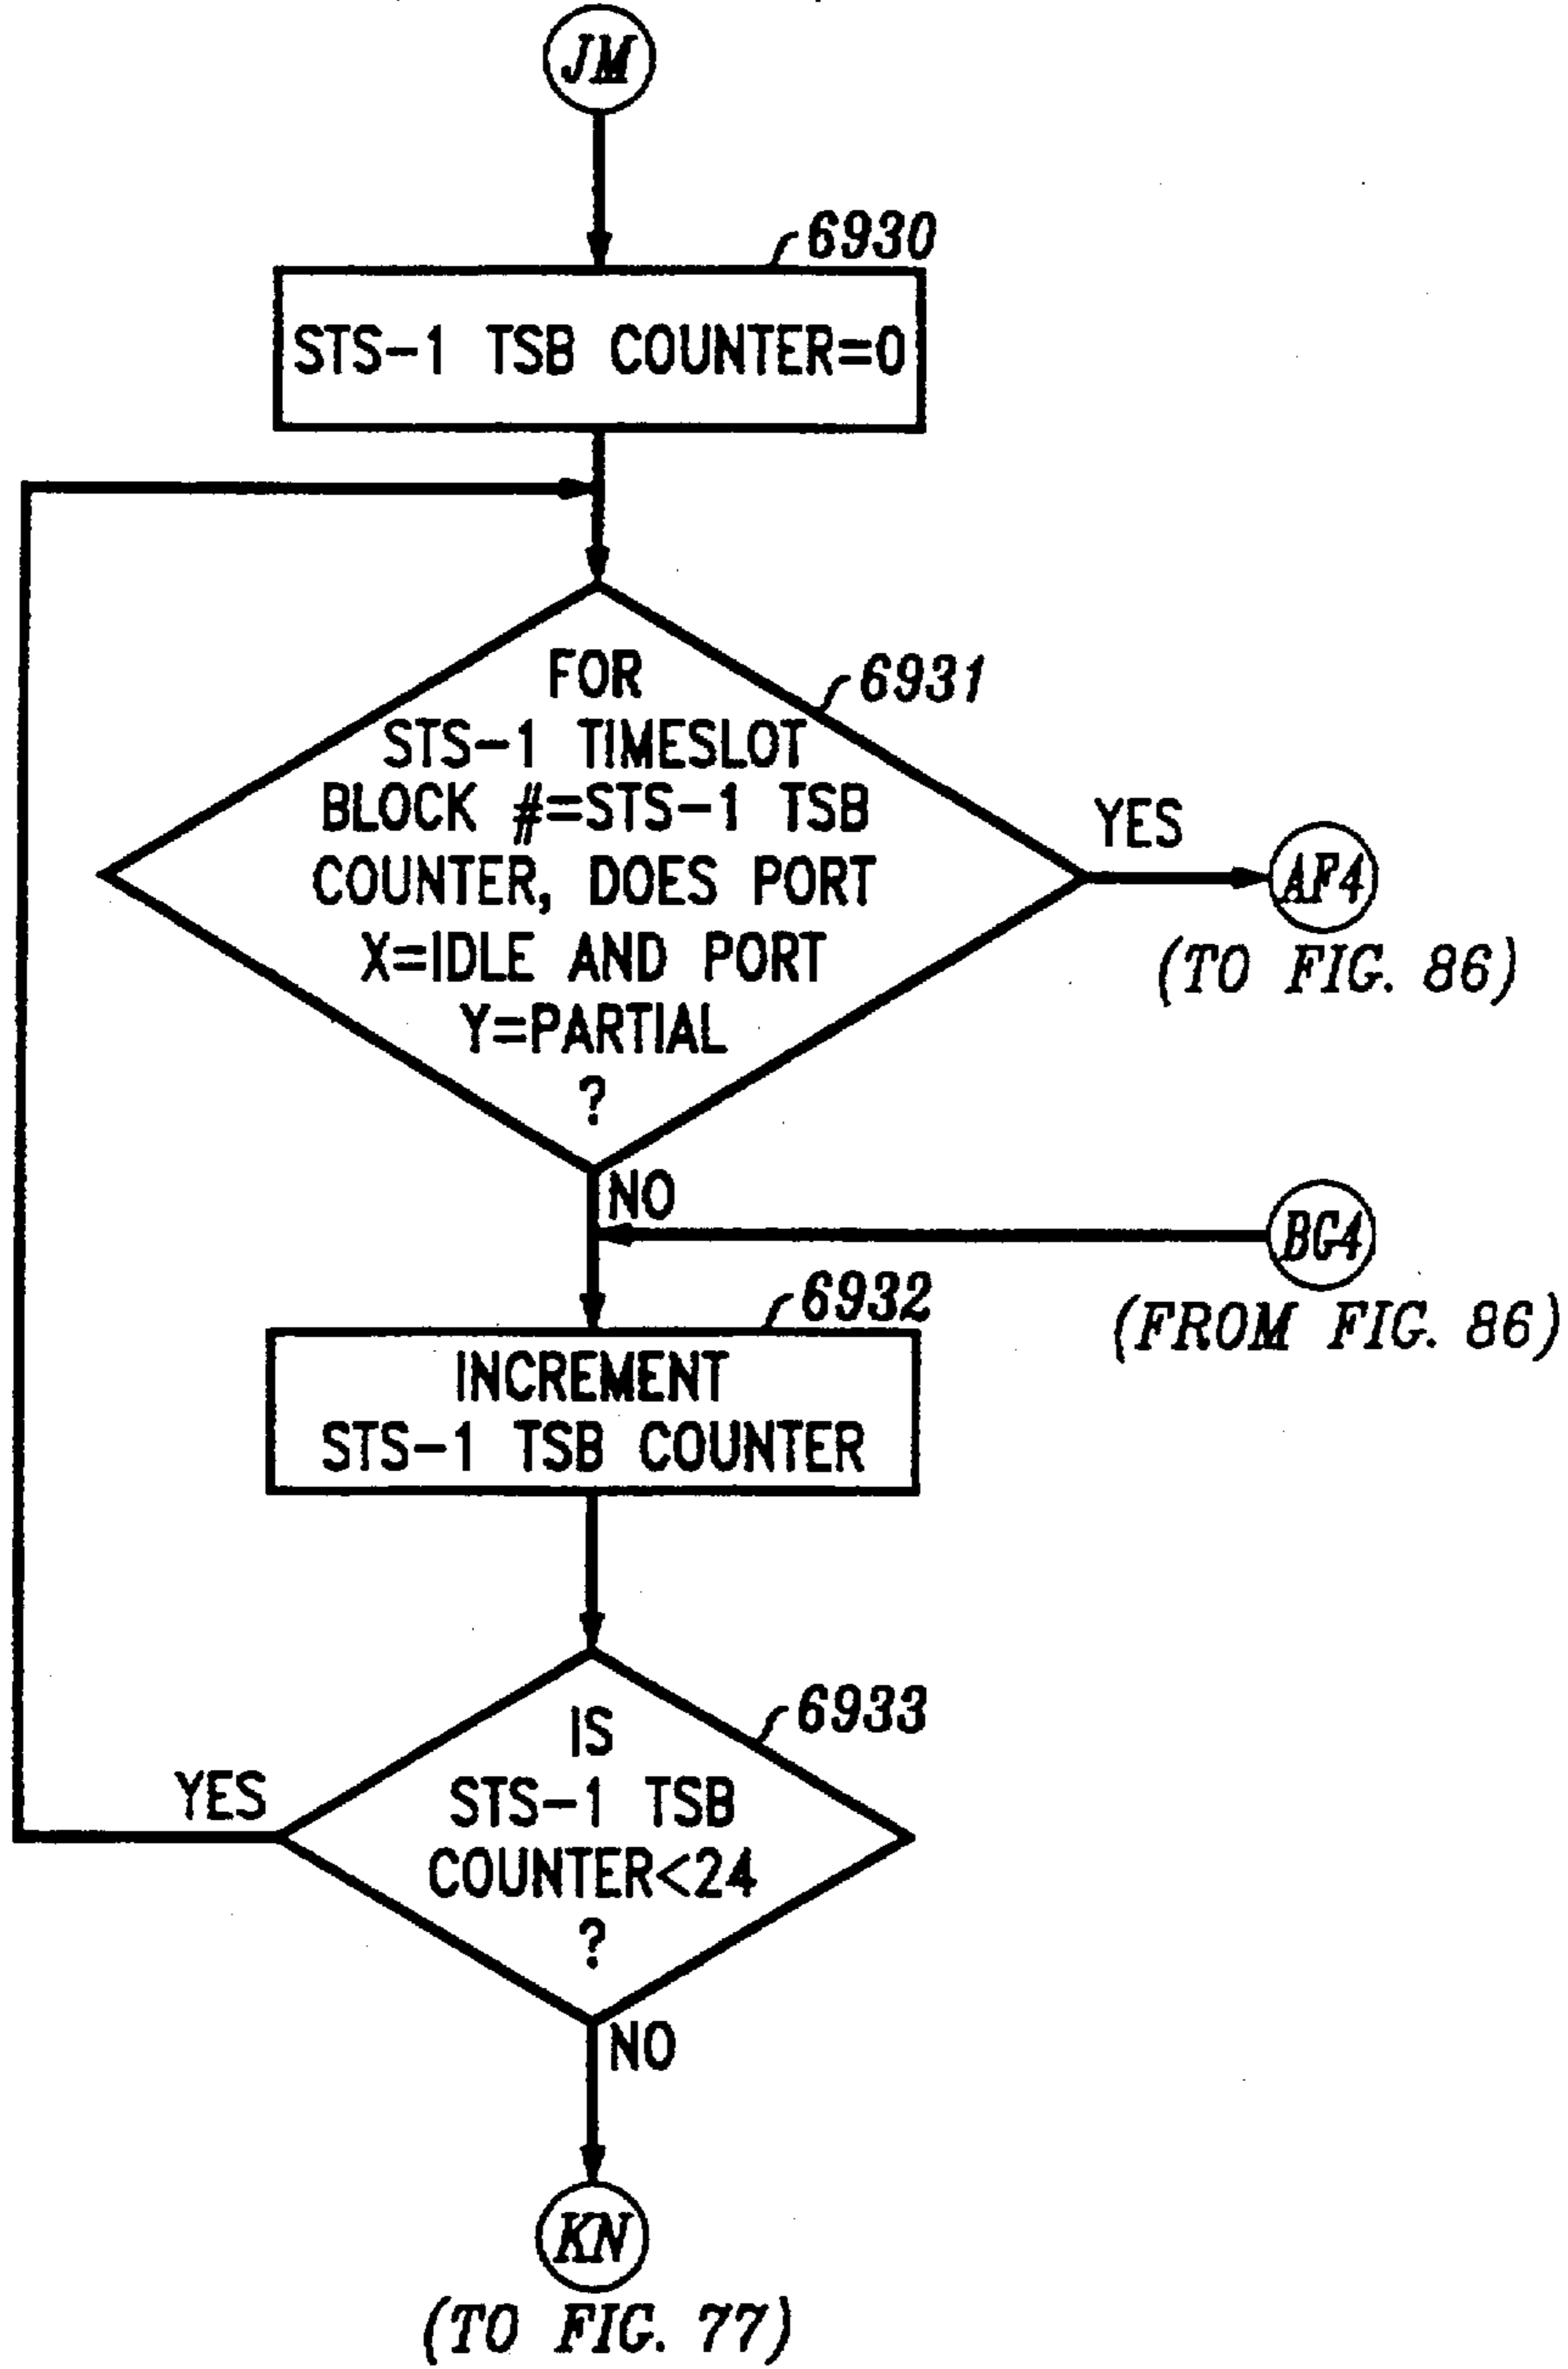 JM
6930
STS-1 TSB COUNTER=0
FOR
6931
STS-1 TIMESLOT
BLOCK #=STS-1 TSB
COUNTER, DOES PORT
X=IDLE AND PORT
Y=PARTIAL
?
YES
AF4
(TO FIG. 86)
NO
BG4
(FROM FIG. 86)
6932
INCREMENT
STS-1 TSB COUNTER
6933
IS
STS-1 TSB
COUNTER<24
?
YES
NO
KN
(TO FIG. 77)